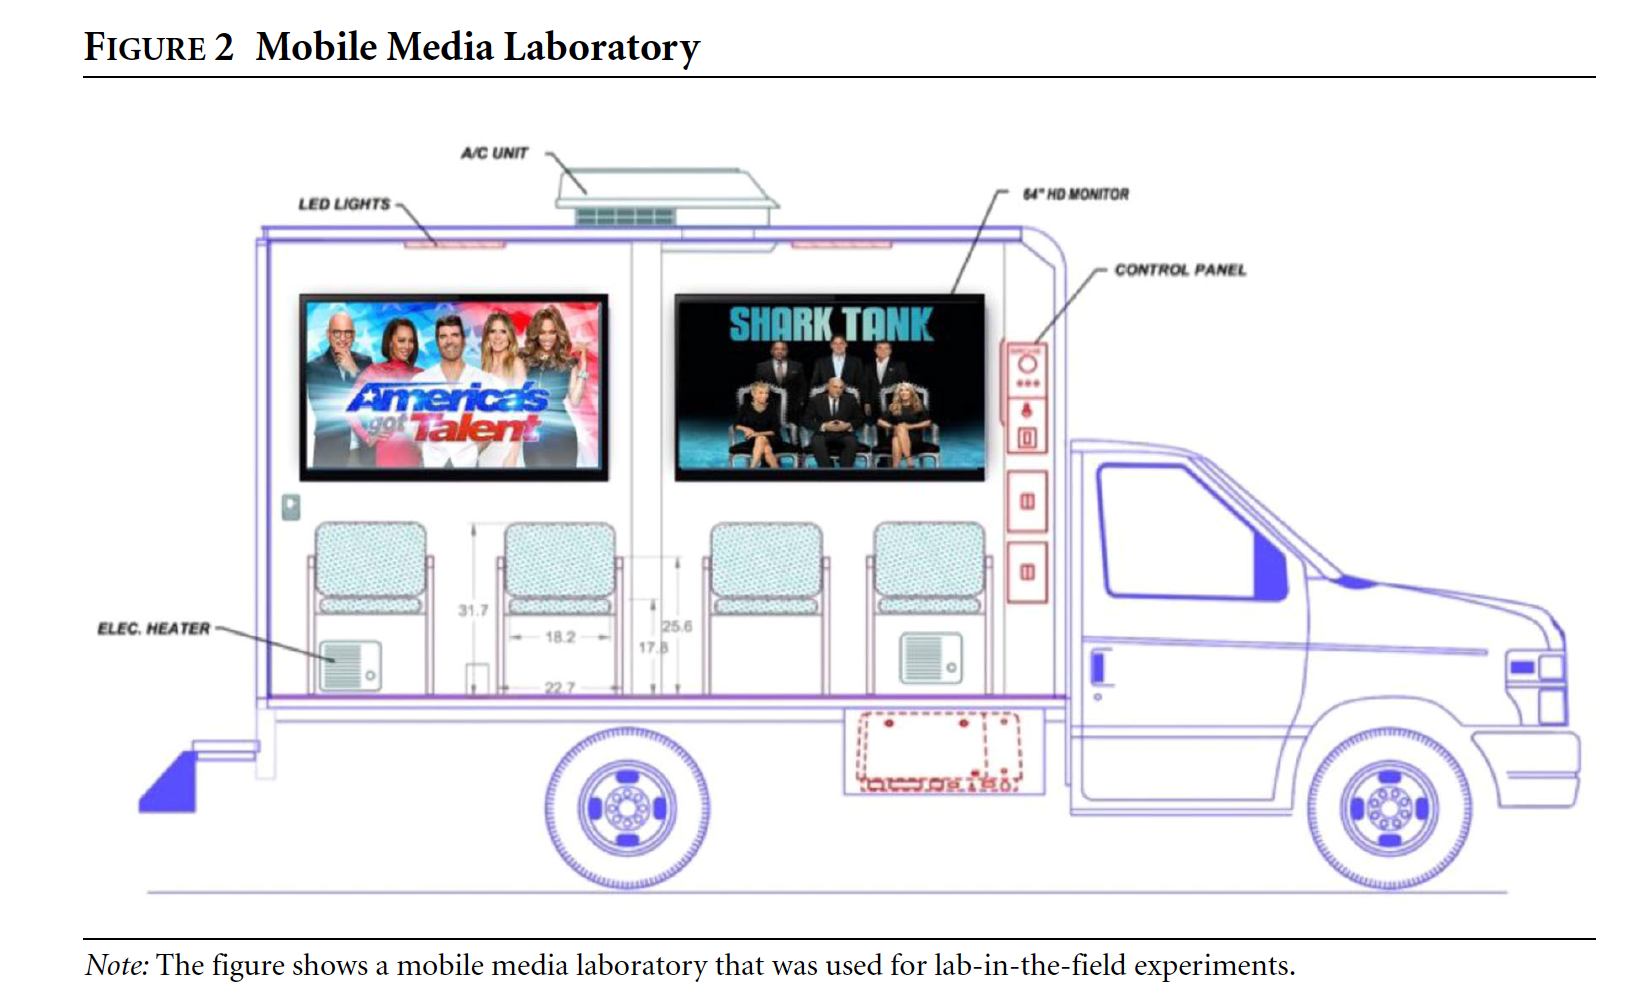 FIGURE 2 Mobile Media Laboratory
A/C UNIT
LED LIGHTS
64" HD MONITOR
CONTROL PANEL
America's
got Talent
SHARK TANK
ELEC. HEATER
31.7
18.2
22.7
17.8
25.6
Note: The figure shows a mobile media laboratory that was used for lab-in-the-field experiments.